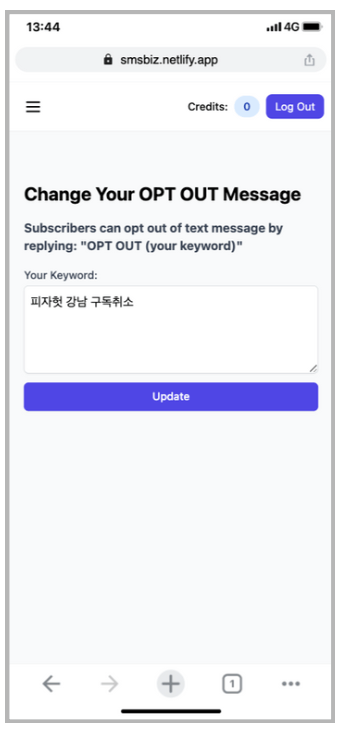 13:44
4G
smsbiz.netlify.app
Credits: 0 Log Out
Change Your OPT OUT Message
Subscribers can opt out of text message by
replying: "OPT OUT (your keyword)"
Your Keyword:
피자헛 강남 구독취소
Update
1